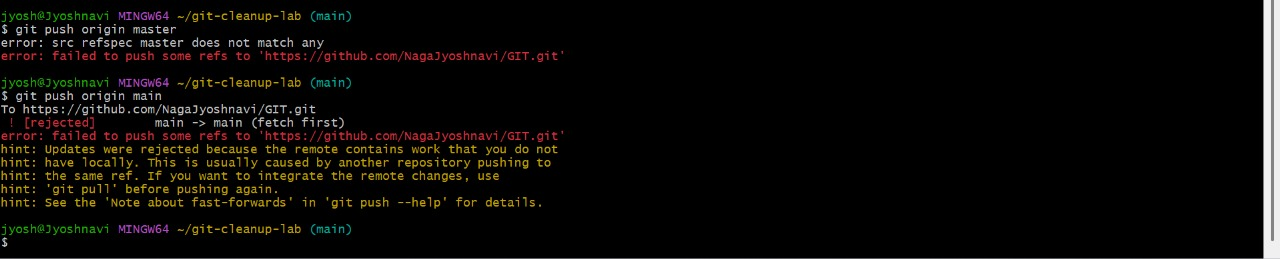 jyosh@Jyoshnavi MINGW64 ~/git-cleanup-lab (main)
$ git push origin master
error: src refspec master does not match any
error: failed to push some refs to 'https://github.com/NagaJyoshnavi/GIT.git'
jyosh@Jyoshnavi MINGW64 ~/git-cleanup-lab (main)
$ git push origin main
To https://github.com/NagaJyoshnavi/GIT.git
 ! [rejected]        main -> main (fetch first)
error: failed to push some refs to 'https://github.com/NagaJyoshnavi/GIT.git'
hint: Updates were rejected because the remote contains work that you do not
hint: have locally. This is usually caused by another repository pushing to
hint: the same ref. If you want to integrate the remote changes, use
hint: 'git pull' before pushing again.
hint: See the 'Note about fast-forwards' in 'git push --help' for details.
jyosh@Jyoshnavi MINGW64 ~/git-cleanup-lab (main)
$